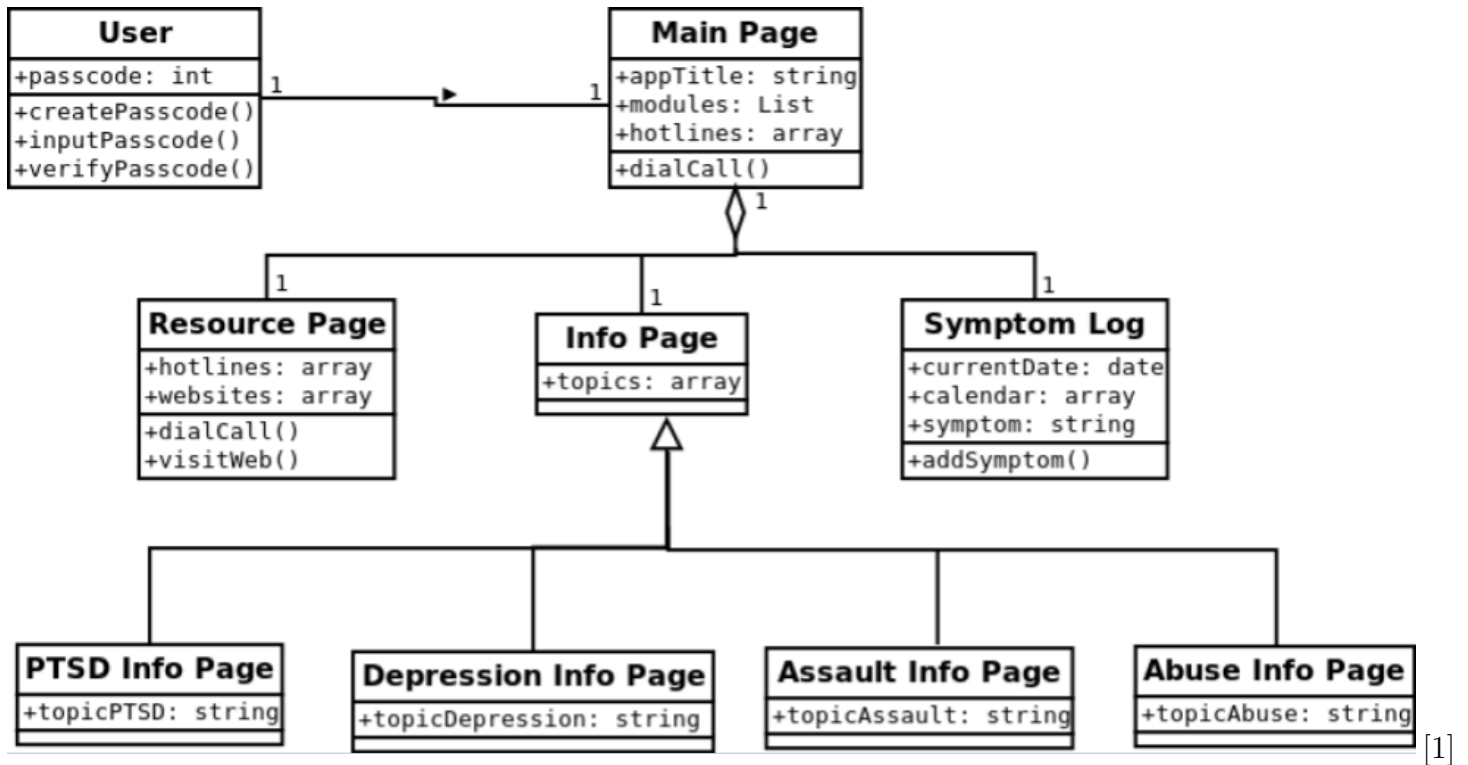 User
+passcode: int
+createPasscode()
+inputPasscode()
+verifyPasscode()
1
1
Main Page
+appTitle: string
+modules: List
+hotlines: array
+dialCall()
1
1
Resource Page
+hotlines: array
+websites: array
+dialCall()
+visitWeb()
1
Info Page
+topics: array
1
Symptom Log
+currentDate: date
+calendar: array
+symptom: string
+addSymptom()
PTSD Info Page
+topicPTSD: string
Depression Info Page
+topicDepression: string
Assault Info Page
+topicAssault: string
Abuse Info Page
+topicAbuse: string
[1]